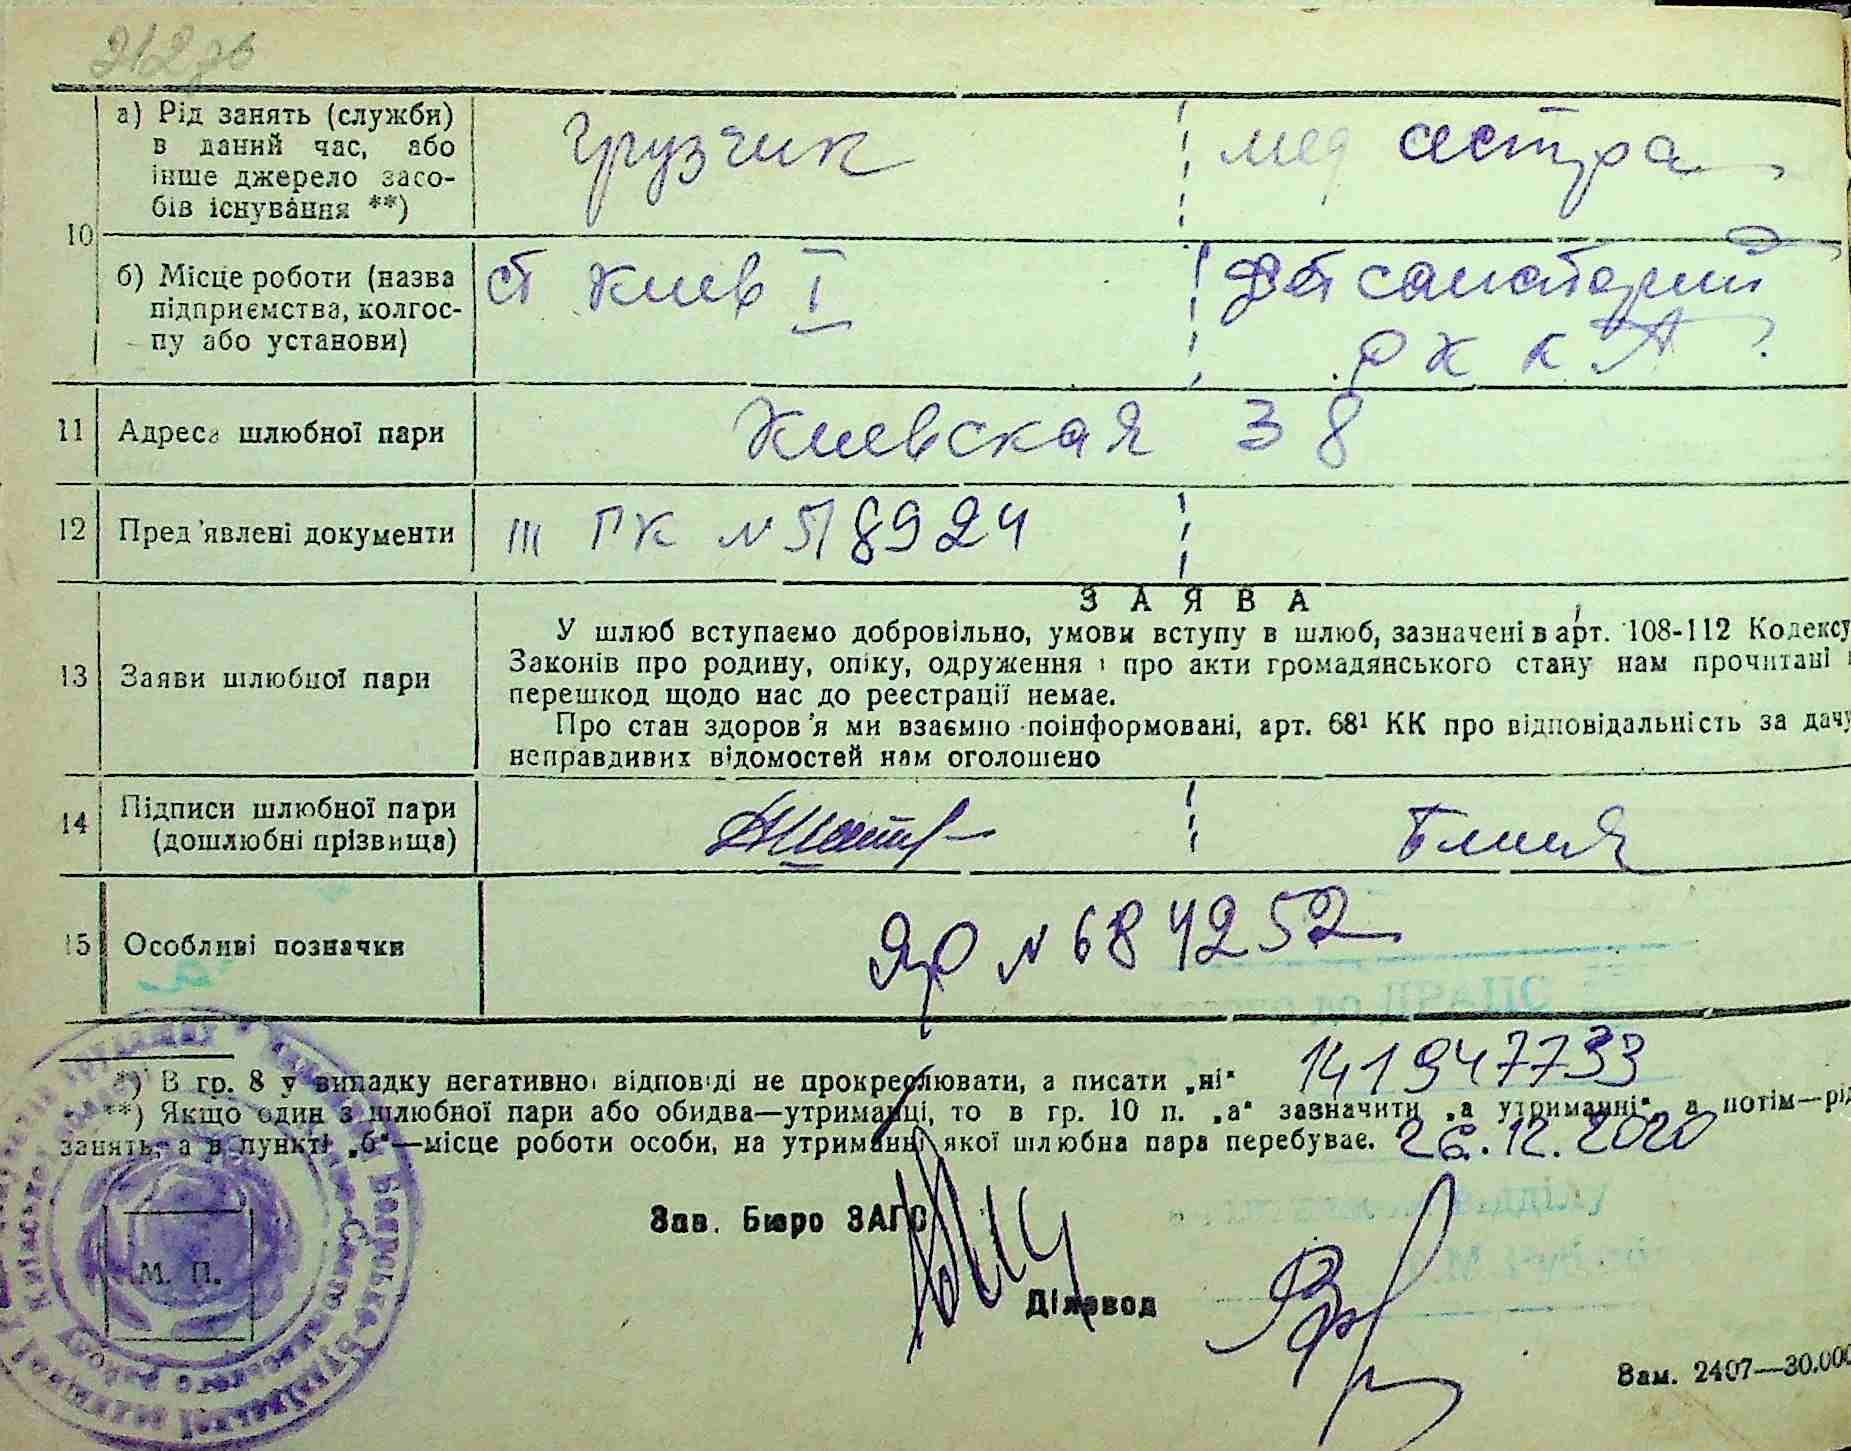 212 зв
10
а) Рід занять (служби) в даний час, або інше джерело засобів існування **)
Грузчик
мед сестра
б) Місце роботи (назва підприємства, колгоспу або установи)
ст Киев I
Дет санаторий
РККА
11 Адреса шлюбної пари
Киевская 38
12 Пред'явлені документи
III ГК № 518924
13 Заяви шлюбної пари
ЗАЯВА
У шлюб вступаємо добровільно, умови вступу в шлюб, зазначені в арт. 108-112 Кодексу
Законів про родину, опіку, одруження і про акти громадянського стану нам прочитані і
перешкод щодо нас до реєстрації немає.
Про стан здоров'я ми взаємно поінформовані, арт. 68¹ КК про відповідальність за дачу
неправдивих відомостей нам оголошено
14 Підписи шлюбної пари
(дошлюбні прізвища)
15 Особливі позначки
Яр № 684252
*) В гр. 8 у випадку негативної відповіді не прокреслювати, а писати „ні“
141947733
**) Якщо один з шлюбної пари або обидва—утриманці, то в гр. 10 п. „а“ зазначити „а утриманні“, а потім—рід
занять, а в пункті „б“—місце роботи особи, на утриманні якої шлюбна пара перебуває.
26.12.2020
Зав. Бюро ЗАГС
Діловод
М. П.
Зам. 2407—30.000